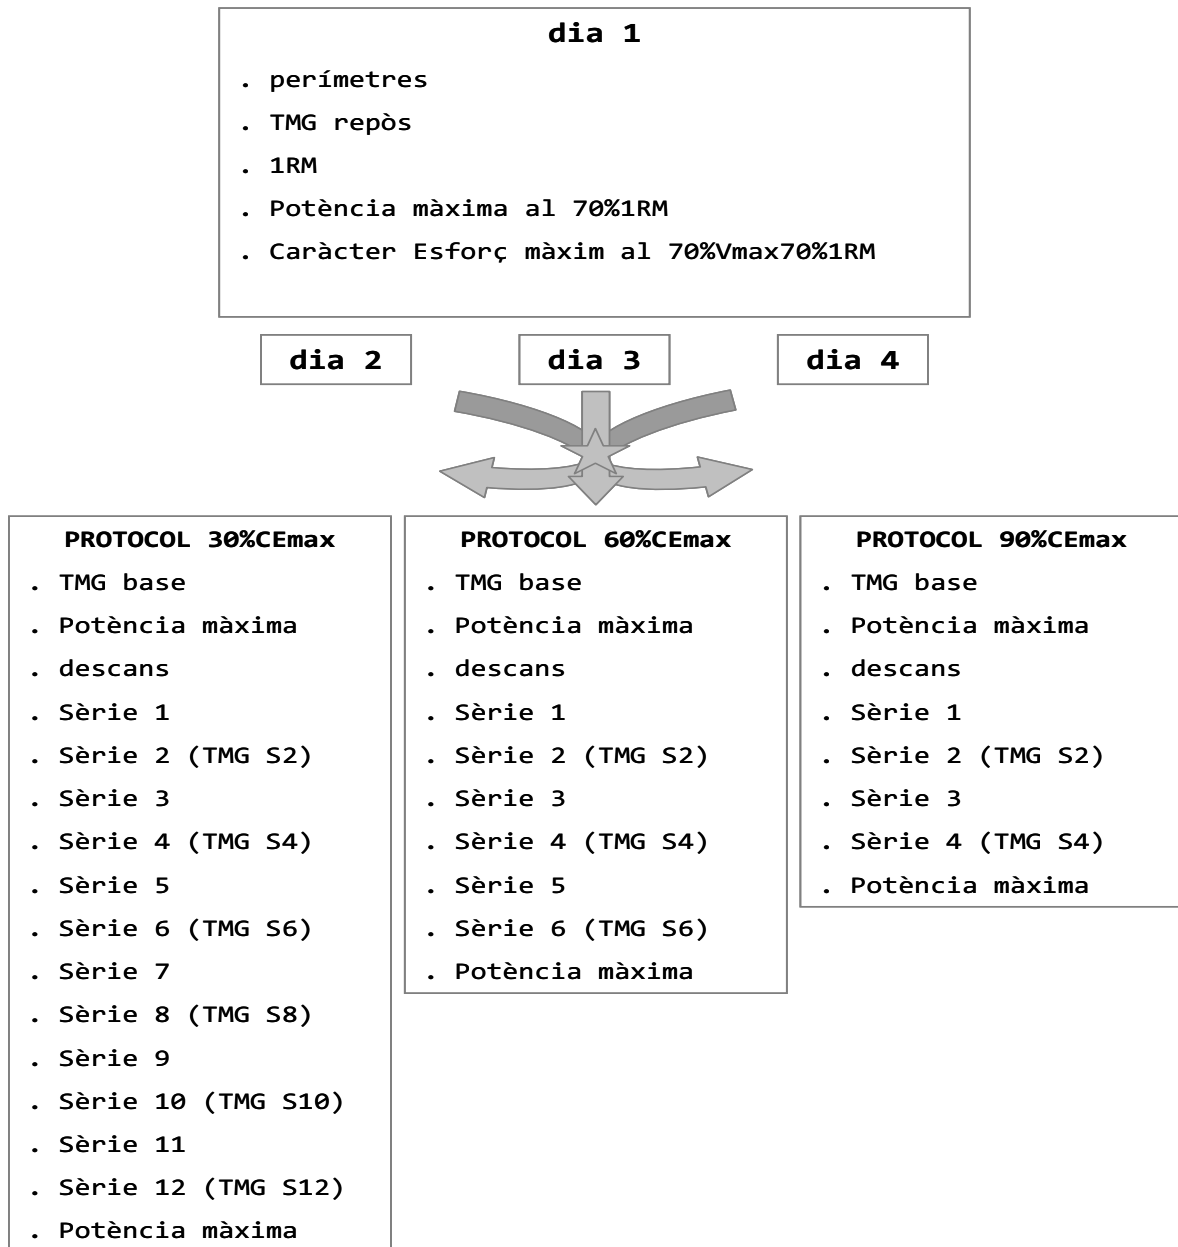 dia 1
. perímetres
. TMG repòs
. 1RM
. Potència màxima al 70%1RM
. Caràcter Esforç màxim al 70%Vmax70%1RM
dia 2
dia 3
dia 4
PROTOCOL 30%CEmax
. TMG base
. Potència màxima
. descans
. Sèrie 1
. Sèrie 2 (TMG S2)
. Sèrie 3
. Sèrie 4 (TMG S4)
. Sèrie 5
. Sèrie 6 (TMG S6)
. Sèrie 7
. Sèrie 8 (TMG S8)
. Sèrie 9
. Sèrie 10 (TMG S10)
. Sèrie 11
. Sèrie 12 (TMG S12)
. Potència màxima
PROTOCOL 60%CEmax
. TMG base
. Potència màxima
. descans
. Sèrie 1
. Sèrie 2 (TMG S2)
. Sèrie 3
. Sèrie 4 (TMG S4)
. Sèrie 5
. Sèrie 6 (TMG S6)
. Potència màxima
PROTOCOL 90%CEmax
. TMG base
. Potència màxima
. descans
. Sèrie 1
. Sèrie 2 (TMG S2)
. Sèrie 3
. Sèrie 4 (TMG S4)
. Potència màxima